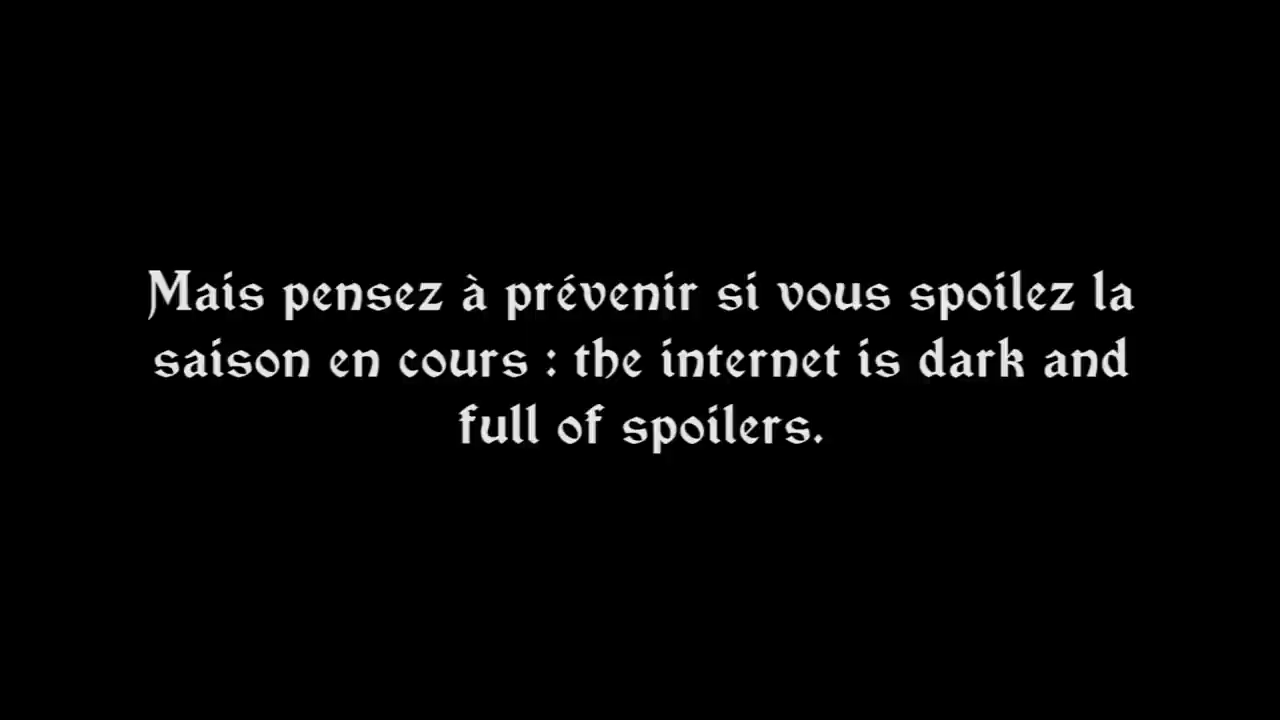 Mais pensez à prévenir si vous spoilez la
saison en cours : the internet is dark and
full of spoilers.